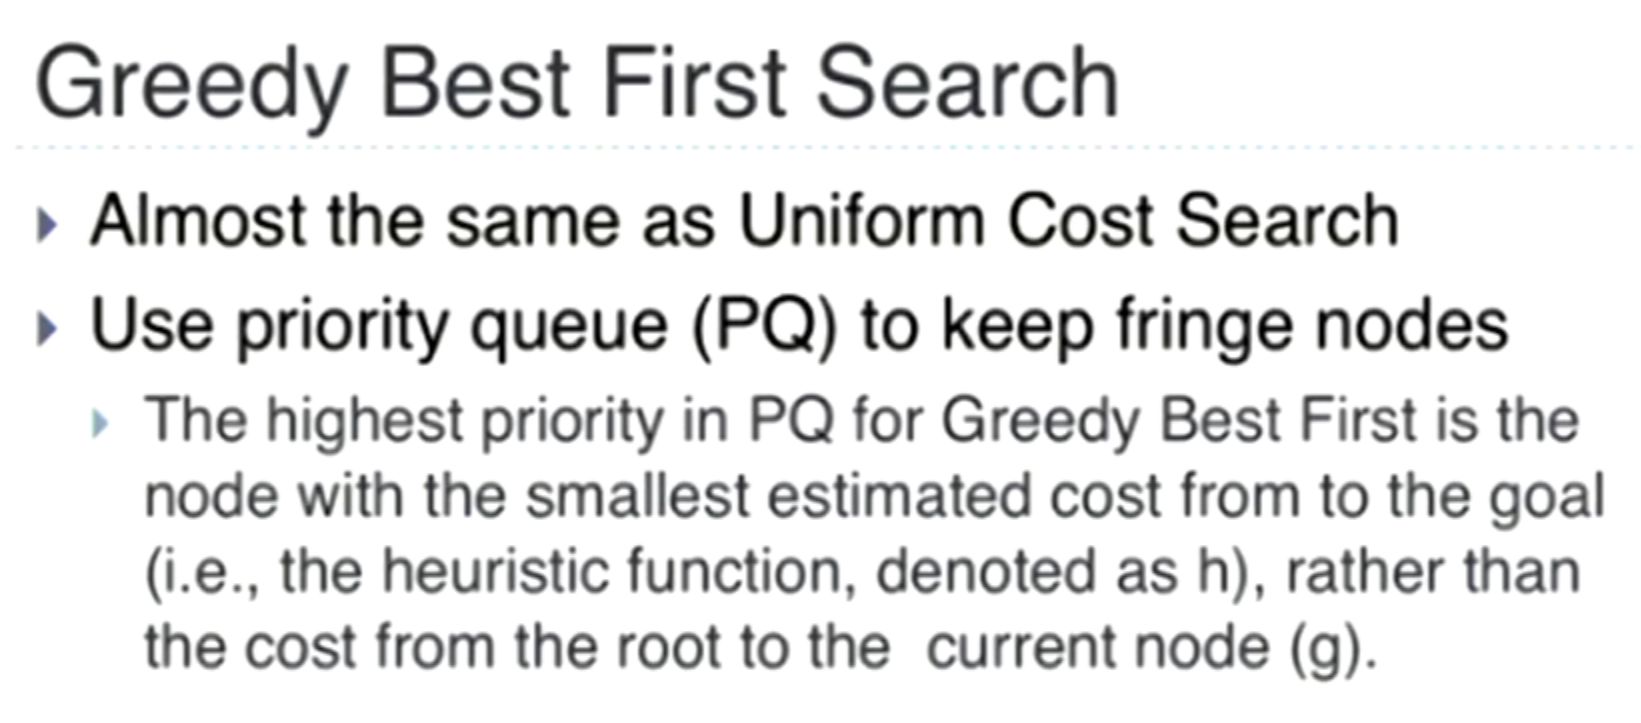 Greedy Best First Search
Almost the same as Uniform Cost Search
Use priority queue (PQ) to keep fringe nodes
The highest priority in PQ for Greedy Best First is the
node with the smallest estimated cost from to the goal
(i.e., the heuristic function, denoted as h), rather than
the cost from the root to the current node (g).